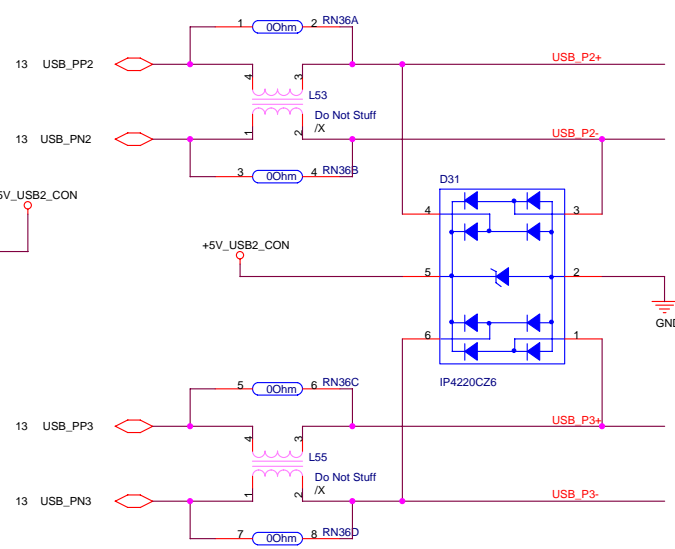 1 0Ohm 2 RN36A
13 USB_PP2
USB_P2+
4 3
L53
Do Not Stuff
/X
1 2
13 USB_PN2
USB_P2-
3 0Ohm 4 RN36B
D31
5V_USB2_CON
4 3
+5V_USB2_CON
5 2
GND
6 1
IP4220CZ6
5 0Ohm 6 RN36C
13 USB_PP3
USB_P3+
4 3
L55
Do Not Stuff
/X
1 2
13 USB_PN3
USB_P3-
7 0Ohm 8 RN36D